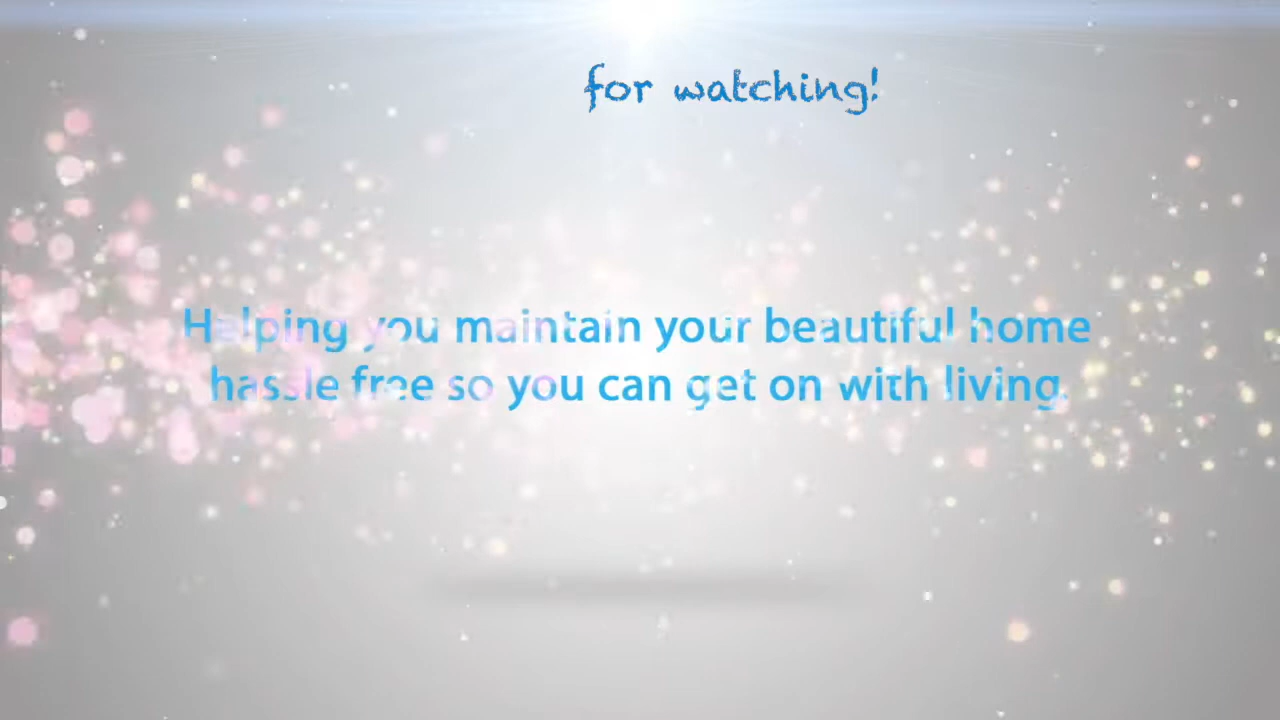 for watching!
Helping you maintain your beautiful home
hassle free so you can get on with living.